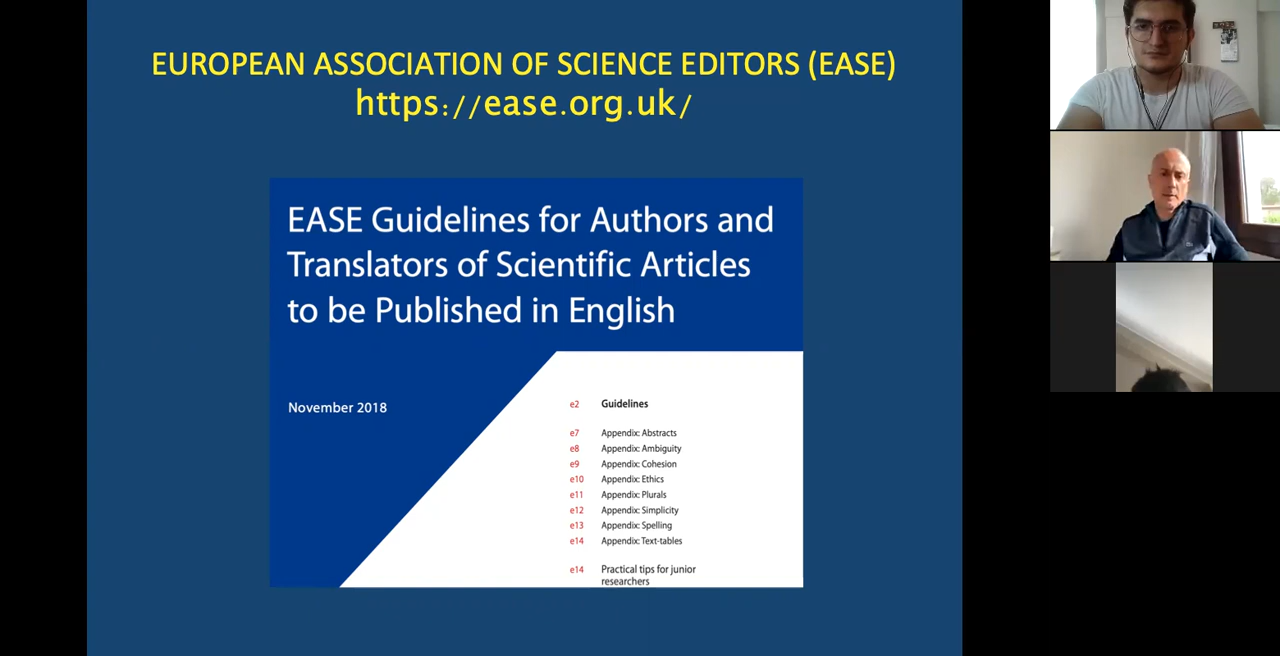 EUROPEAN ASSOCIATION OF SCIENCE EDITORS (EASE)
https://ease.org.uk/
EASE Guidelines for Authors and
Translators of Scientific Articles
to be Published in English
November 2018
e2 Guidelines
e7 Appendix: Abstracts
e8 Appendix: Ambiguity
e9 Appendix: Cohesion
e10 Appendix: Ethics
e11 Appendix: Plurals
e12 Appendix: Simplicity
e13 Appendix: Spelling
e14 Appendix: Text-tables
e14 Practical tips for junior
researchers